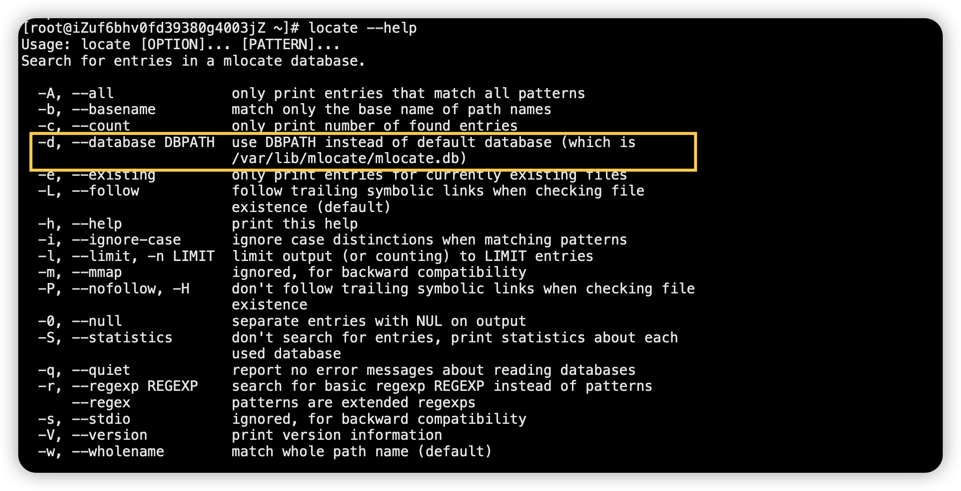 [root@iZuf6bhv0fd39380g4003jZ ~]# locate --help
Usage: locate [OPTION]... [PATTERN]...
Search for entries in a mlocate database.
-A, --all only print entries that match all patterns
-b, --basename match only the base name of path names
-c, --count only print number of found entries
-d, --database DBPATH use DBPATH instead of default database (which is
/var/lib/mlocate/mlocate.db)
-e, --existing only print entries for currently existing files
-L, --follow follow trailing symbolic links when checking file
existence (default)
-h, --help print this help
-i, --ignore-case ignore case distinctions when matching patterns
-l, --limit, -n LIMIT limit output (or counting) to LIMIT entries
-m, --mmap ignored, for backward compatibility
-P, --nofollow, -H don't follow trailing symbolic links when checking file
existence
-0, --null separate entries with NUL on output
-S, --statistics don't search for entries, print statistics about each
used database
-q, --quiet report no error messages about reading databases
-r, --regexp REGEXP search for basic regexp REGEXP instead of patterns
--regex patterns are extended regexps
-s, --stdio ignored, for backward compatibility
-V, --version print version information
-w, --wholename match whole path name (default)